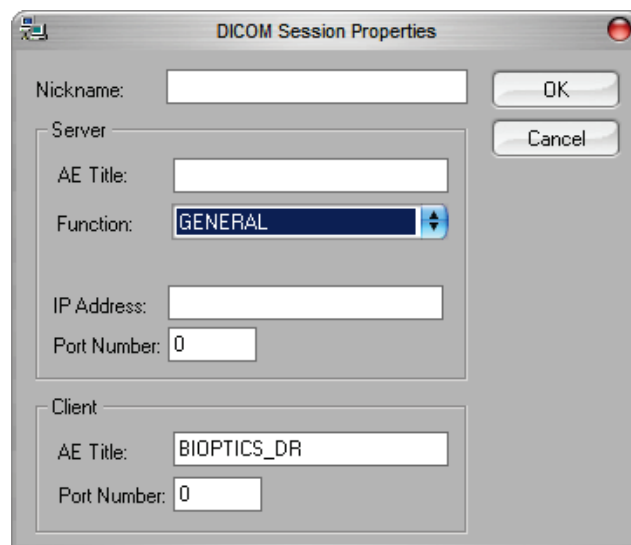 DICOM Session Properties
Nickname:
OK
Server
Cancel
AE Title:
Function: GENERAL
IP Address:
Port Number: 0
Client
AE Title: BIOPTICS_DR
Port Number: 0